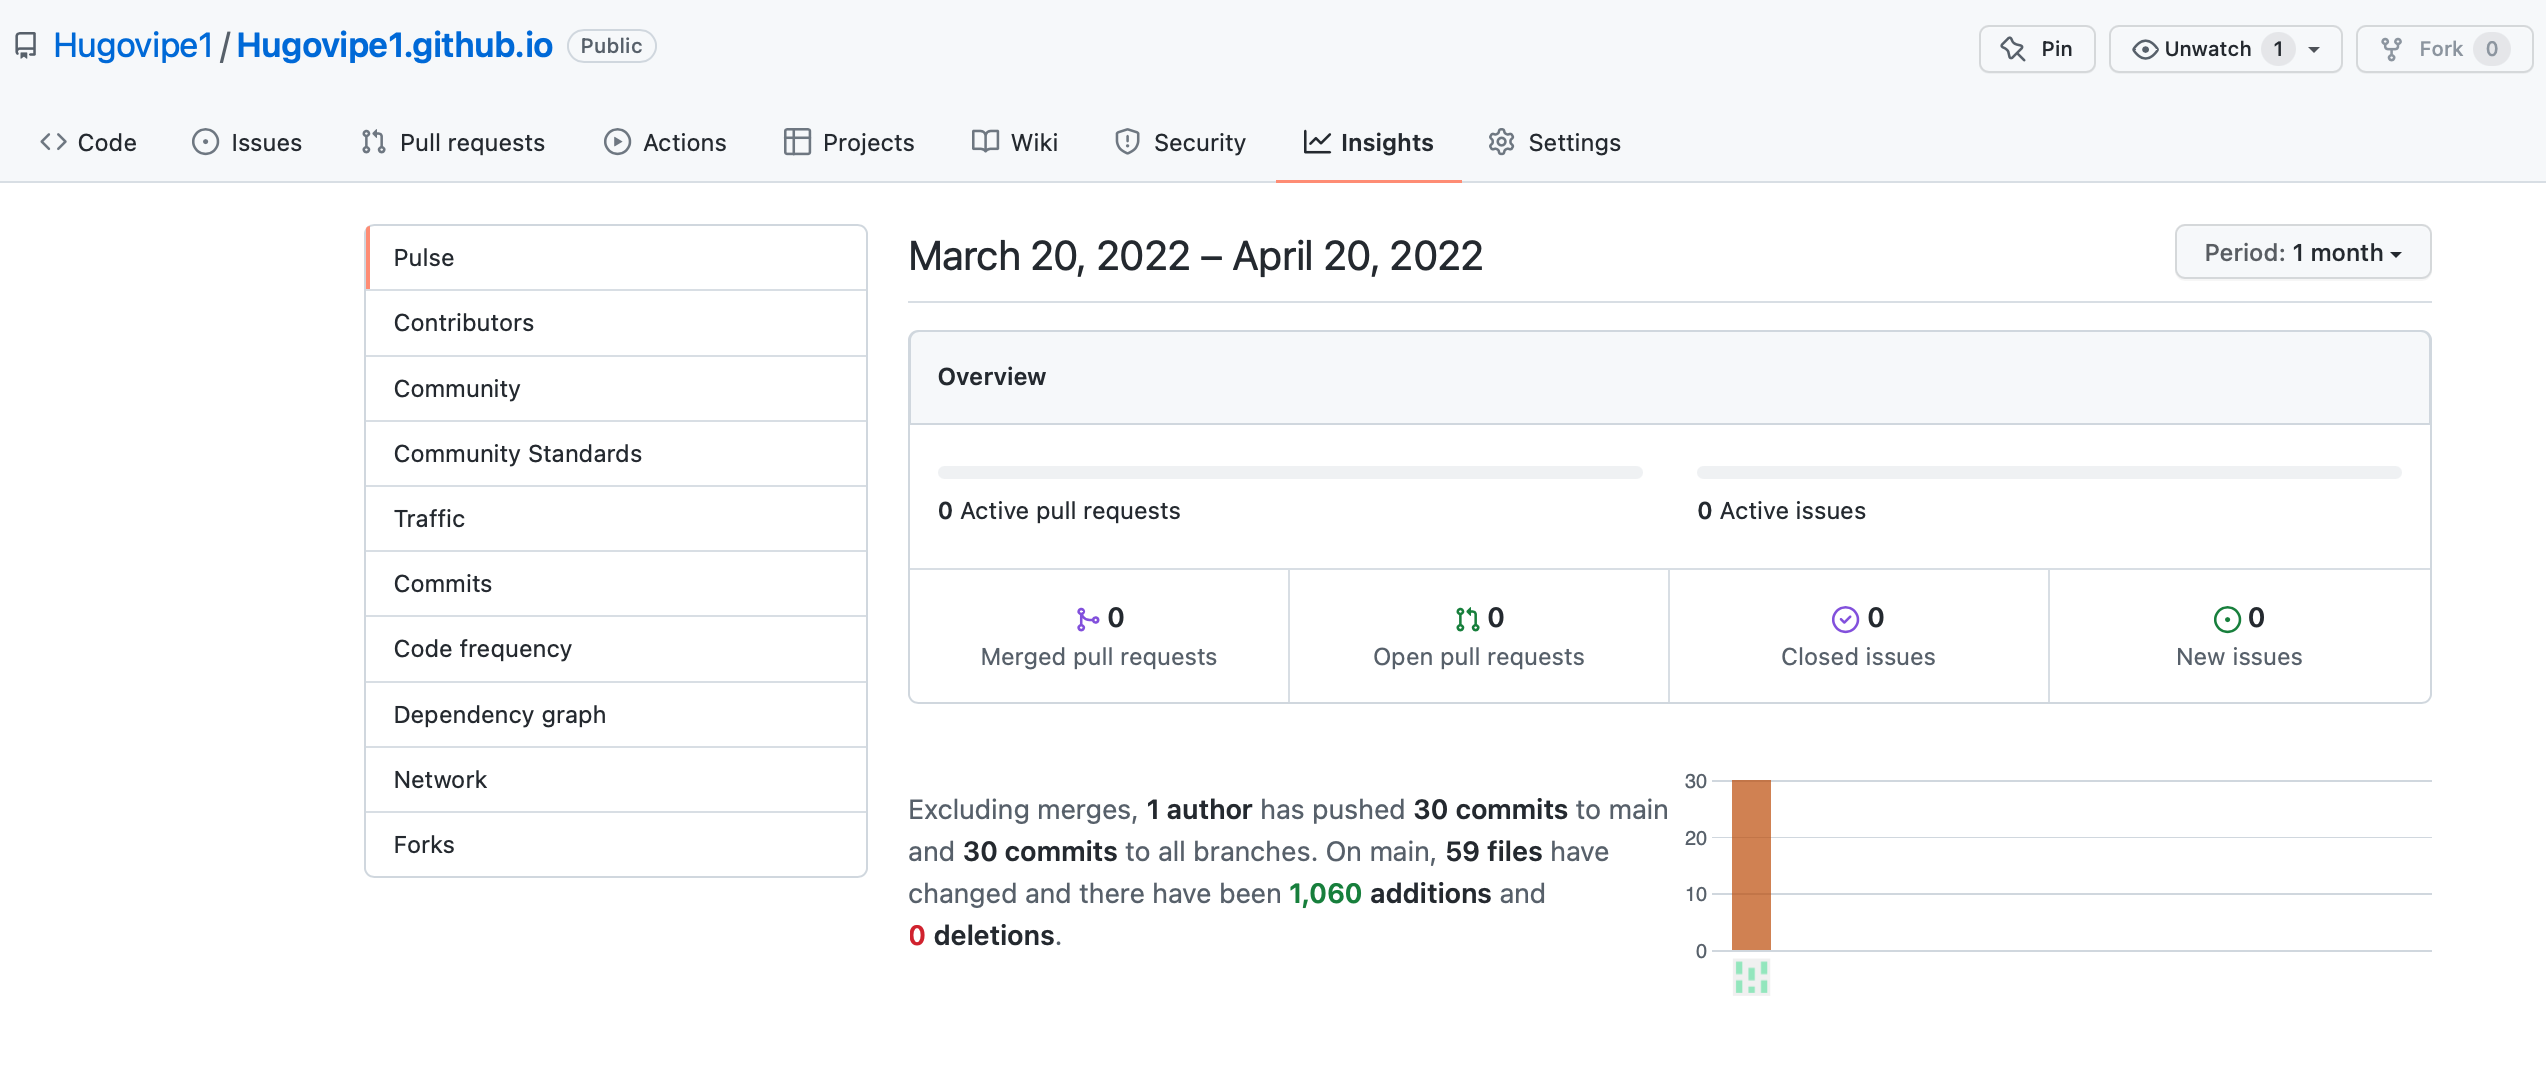 Hugovipe1 / Hugovipe1.github.io Public
Pin
Unwatch 1
Fork 0
Code
Issues
Pull requests
Actions
Projects
Wiki
Security
Insights
Settings
Pulse
Contributors
Community
Community Standards
Traffic
Commits
Code frequency
Dependency graph
Network
Forks
March 20, 2022 – April 20, 2022
Period: 1 month
Overview
0 Active pull requests
0 Active issues
0
Merged pull requests
0
Open pull requests
0
Closed issues
0
New issues
Excluding merges, 1 author has pushed 30 commits to main
and 30 commits to all branches. On main, 59 files have
changed and there have been 1,060 additions and
0 deletions.
30
20
10
0